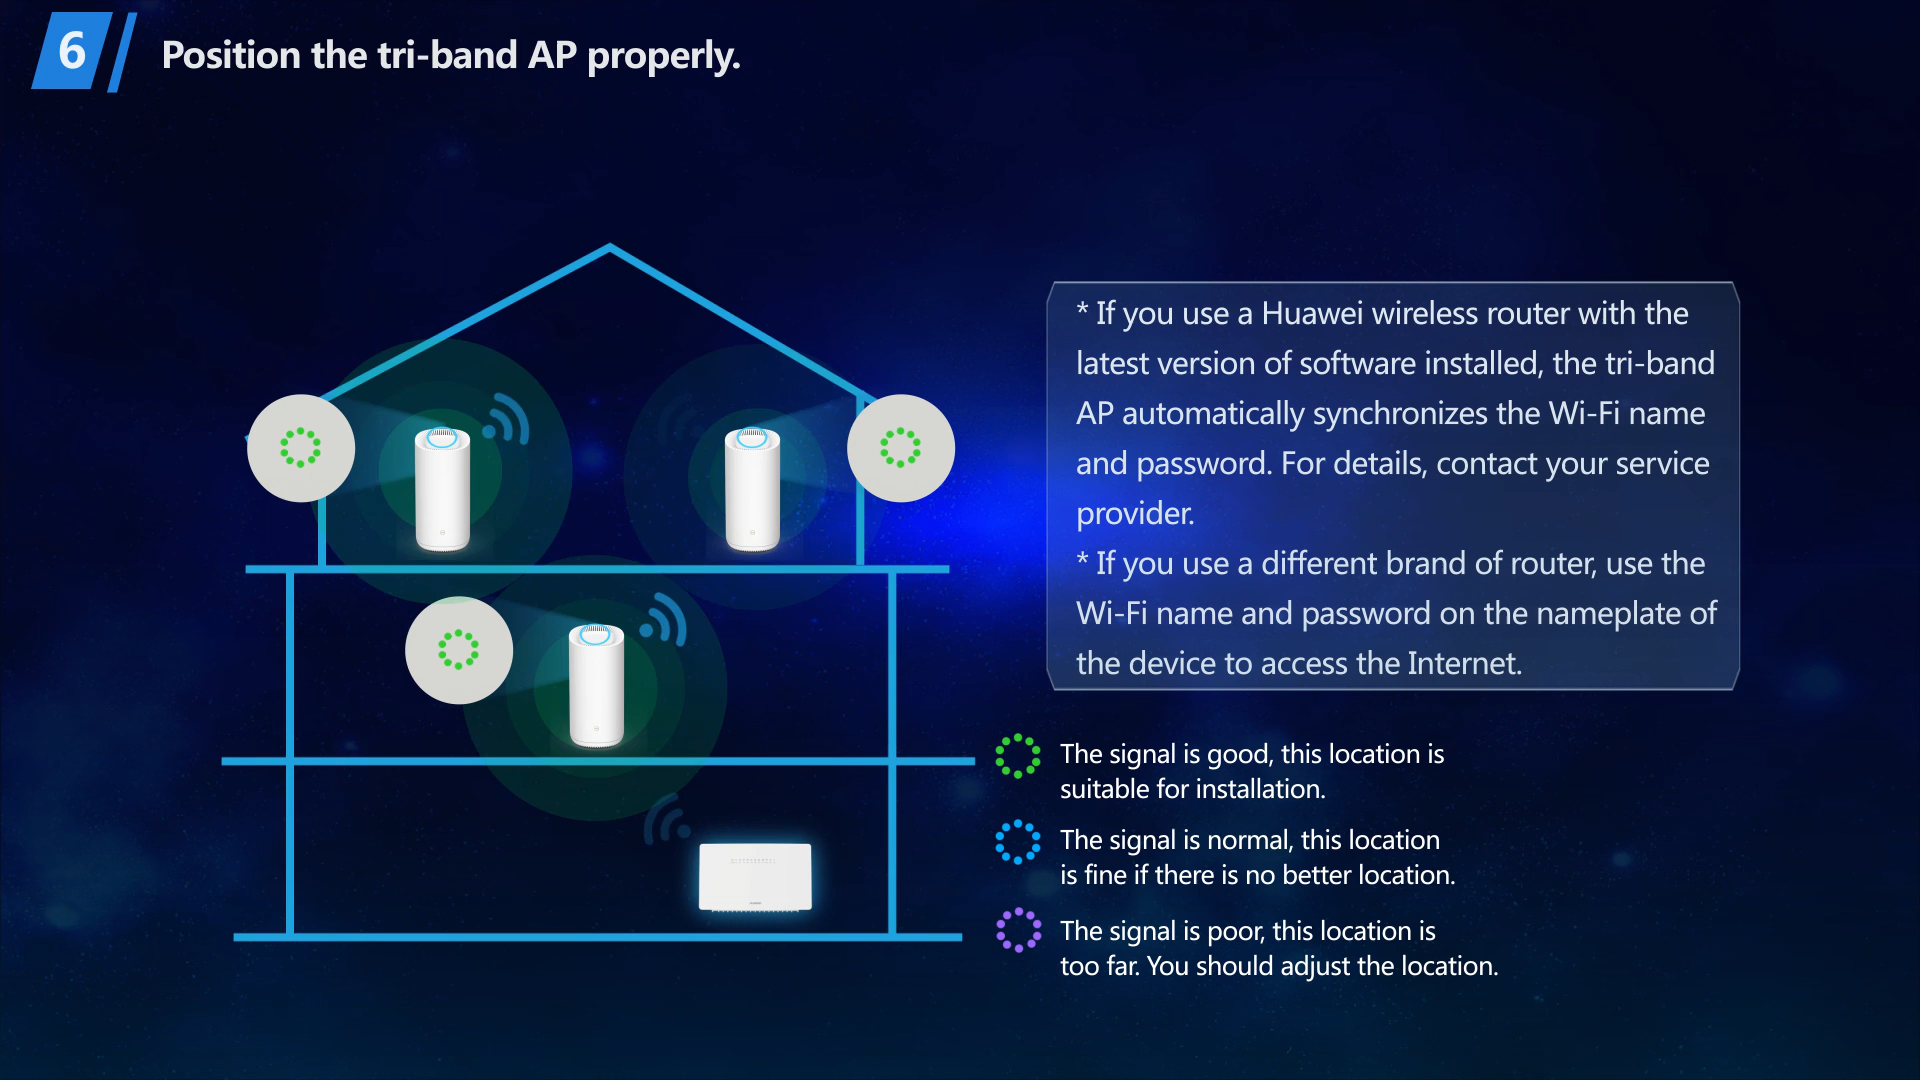 6
Position the tri-band AP properly.
* If you use a Huawei wireless router with the
latest version of software installed, the tri-band
AP automatically synchronizes the Wi-Fi name
and password. For details, contact your service
provider.
* If you use a different brand of router, use the
Wi-Fi name and password on the nameplate of
the device to access the Internet.
The signal is good, this location is
suitable for installation.
The signal is normal, this location
is fine if there is no better location.
The signal is poor, this location is
too far. You should adjust the location.